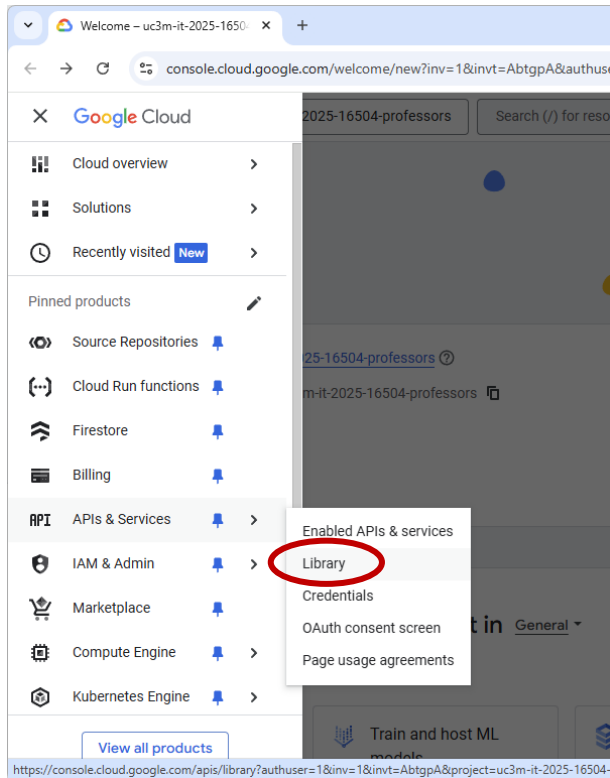 Welcome – uc3m-it-2025-1650
console.cloud.google.com/welcome/new?inv=1&invt=AbtgpA&authuse
Google Cloud
2025-16504-professors
Search (/) for reso
Cloud overview
Solutions
Recently visited New
Pinned products
Source Repositories
25-16504-professors
Cloud Run functions
m-it-2025-16504-professors
Firestore
Billing
API APIs & Services
Enabled APIs & services
IAM & Admin
Library
Credentials
Marketplace
OAuth consent screen
t in General
Compute Engine
Page usage agreements
Kubernetes Engine
Train and host ML
models
View all products
https://console.cloud.google.com/apis/library?authuser=1&inv=1&invt=AbtgpA&project=uc3m-it-2025-16504-